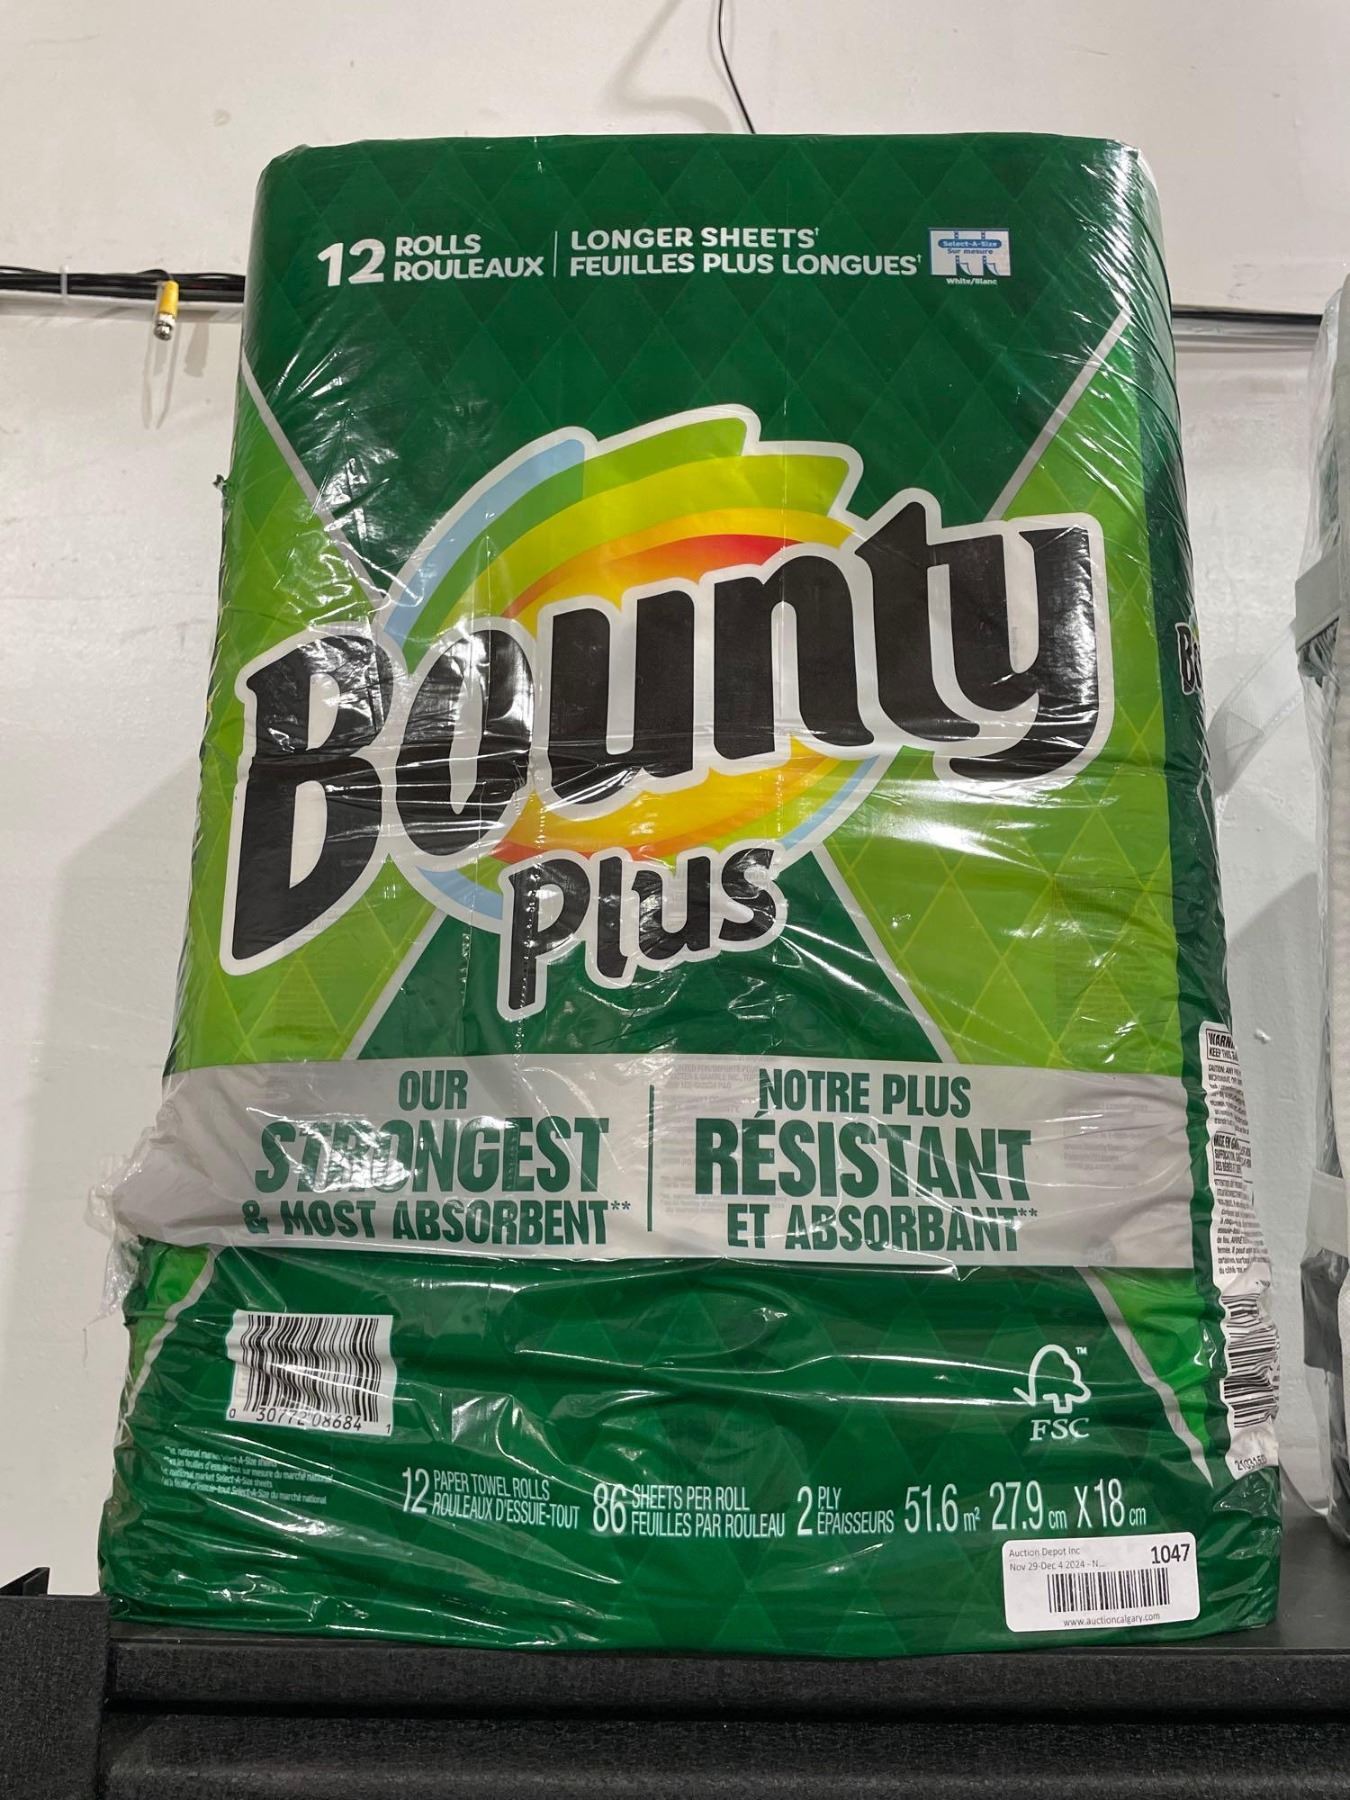 12 ROLLS
ROULEAUX
LONGER SHEETS†
FEUILLES PLUS LONGUES†
Select-A-Size
Sur mesure
White/Blanc
Bounty
plus
OUR
STRONGEST
& MOST ABSORBENT**
NOTRE PLUS
RÉSISTANT
ET ABSORBANT**
0 30772 08684 1
FSC
12 PAPER TOWEL ROLLS
ROULEAUX D'ESSUIE-TOUT
86 SHEETS PER ROLL
FEUILLES PAR ROULEAU
2 PLY
ÉPAISSEURS
51.6 m² 27.9 cm X 18 cm
Auction Depot Inc
Nov 29-Dec 4 2024 - N...
1047
www.auctioncalgary.com